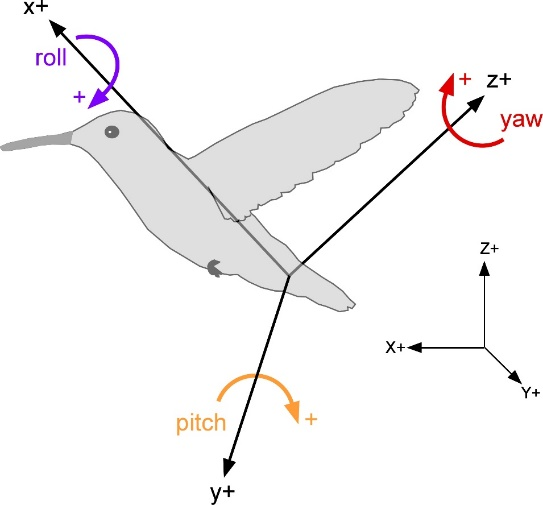 x+
roll
+
+
z+
yaw
Z+
X+
Y+
pitch
+
y+